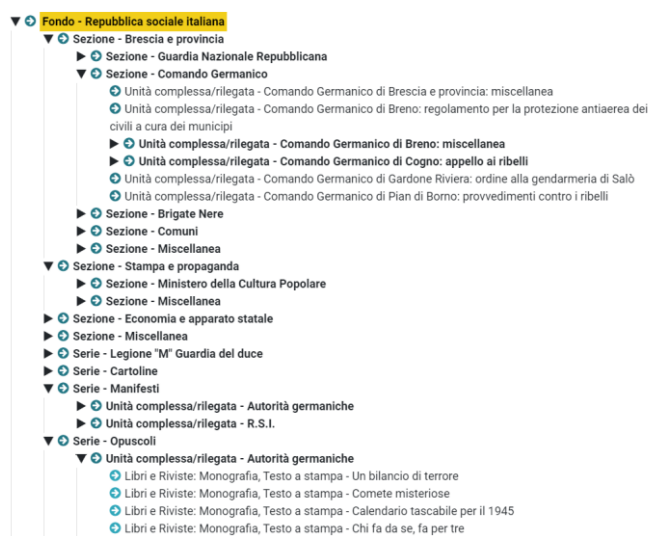 Fondo - Repubblica sociale italiana
Sezione - Brescia e provincia
Sezione - Guardia Nazionale Repubblicana
Sezione - Comando Germanico
Unità complessa/rilegata - Comando Germanico di Brescia e provincia: miscellanea
Unità complessa/rilegata - Comando Germanico di Breno: regolamento per la protezione antiaerea dei
civili a cura dei municipi
Unità complessa/rilegata - Comando Germanico di Breno: miscellanea
Unità complessa/rilegata - Comando Germanico di Cogno: appello ai ribelli
Unità complessa/rilegata - Comando Germanico di Gardone Riviera: ordine alla gendarmeria di Salò
Unità complessa/rilegata - Comando Germanico di Pian di Borno: provvedimenti contro i ribelli
Sezione - Brigate Nere
Sezione - Comuni
Sezione - Miscellanea
Sezione - Stampa e propaganda
Sezione - Ministero della Cultura Popolare
Sezione - Miscellanea
Sezione - Economia e apparato statale
Sezione - Miscellanea
Serie - Legione "M" Guardia del duce
Serie - Cartoline
Serie - Manifesti
Unità complessa/rilegata - Autorità germaniche
Unità complessa/rilegata - R.S.I.
Serie - Opuscoli
Unità complessa/rilegata - Autorità germaniche
Libri e Riviste: Monografia, Testo a stampa - Un bilancio di terrore
Libri e Riviste: Monografia, Testo a stampa - Comete misteriose
Libri e Riviste: Monografia, Testo a stampa - Calendario tascabile per il 1945
Libri e Riviste: Monografia, Testo a stampa - Chi fa da se, fa per tre